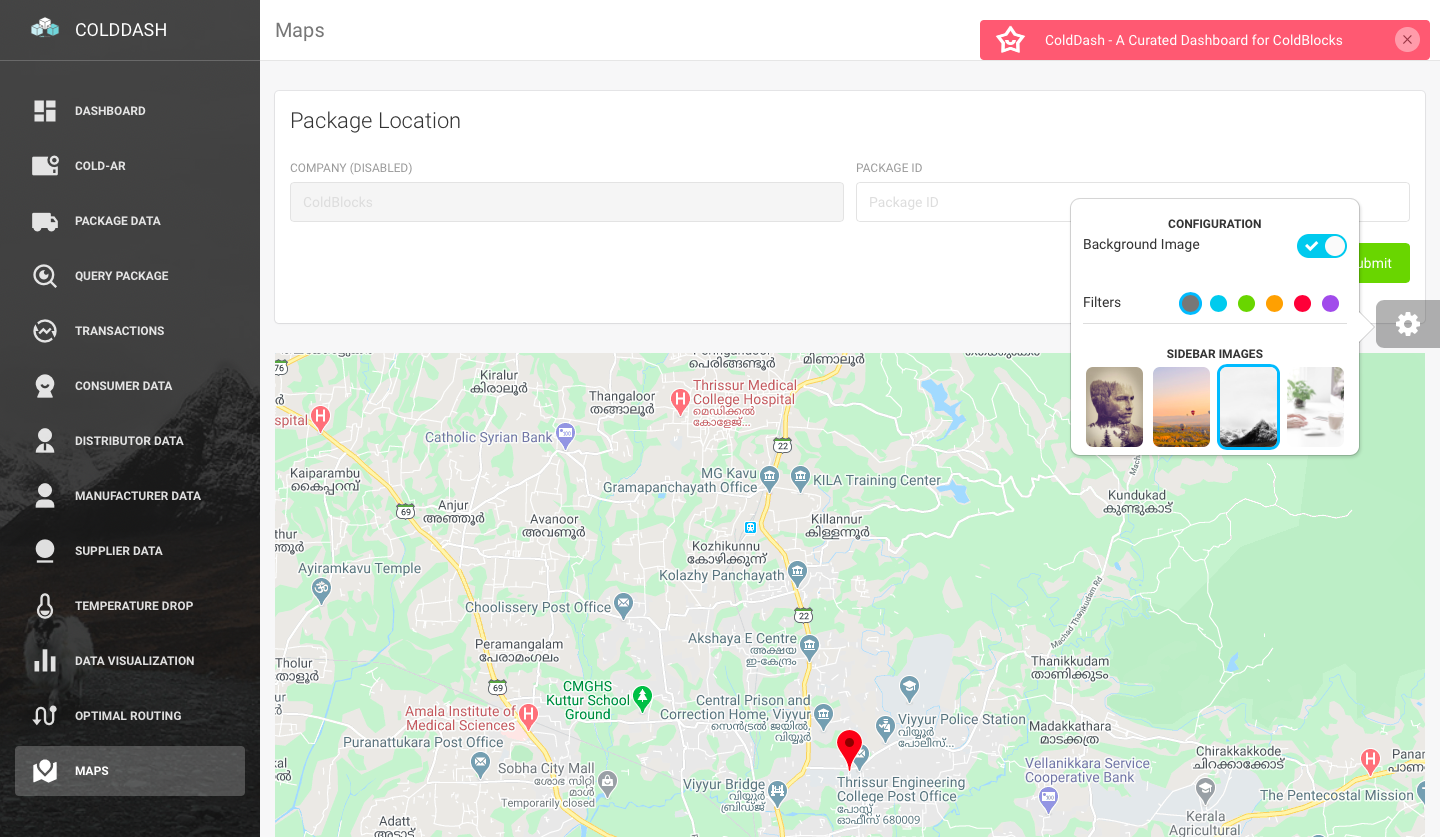 COLDDASH
DASHBOARD
COLD-AR
PACKAGE DATA
QUERY PACKAGE
TRANSACTIONS
CONSUMER DATA
DISTRIBUTOR DATA
MANUFACTURER DATA
SUPPLIER DATA
TEMPERATURE DROP
DATA VISUALIZATION
OPTIMAL ROUTING
MAPS
Maps
ColdDash - A Curated Dashboard for ColdBlocks
Package Location
COMPANY (DISABLED)
PACKAGE ID
ColdBlocks
Package ID
ubmit
CONFIGURATION
Background Image
Filters
SIDEBAR IMAGES
76
പെരിങ്ങണ്ടൂർ
മിണാലൂർ
Kiralur
കിരാലൂർ
Thangaloor
തങ്ങാലൂർ
Thrissur Medical
College Hospital
മെഡിക്കൽ
കോളേജ്...
spital
Catholic Syrian Bank
22
MG Kavu
Gramapanchayath Office
KILA Training Center
Kaiparambu
കൈപ്പറമ്പ്
69
Anjur
അഞ്ഞൂർ
Avanoor
അവണൂർ
Killannur
കിള്ളന്നൂർ
Kundukad
കുണ്ടുകാട്
Kozhikunnu
കോഴിക്കുന്ന്
Kolazhy Panchayath
thur
ത്തൂർ
Ayiramkavu Temple
Choolissery Post Office
22
Machad Thanikudam Rd
Akshaya E Centre
അക്ഷയ
ഇ-കേന്ദ്രം
Peramangalam
പേരാമംഗലം
Tholur
തോളൂർ
69
Thanikkudam
താണിക്കുടം
CMGHS
Kuttur School
Ground
Central Prison and
Correction Home, Viyyur
സെൻട്രൽ ജയിൽ
വിയ്യൂർ
Amala Institute of
Medical Sciences
Viyyur Police Station
വിയ്യൂർ
പോലീസ്...
Madakkathara
മാടക്കത്ര
Puranattukara Post Office
Chirakkakkode
ചിറക്കാക്കോട്
Sobha City Mall
ശോഭ സിറ്റി
മാൾ
Temporarily closed
Viyyur Bridge
വിയ്യൂർ
ബ്രിഡ്ജ്
Thrissur Engineering
College Post Office
പോസ്റ്റ്
ഓഫീസ് 680009
Vellanikkara Service
Cooperative Bank
The Pentecostal Mission
Kerala
Agricultural
Adatt
അടാട്ട്